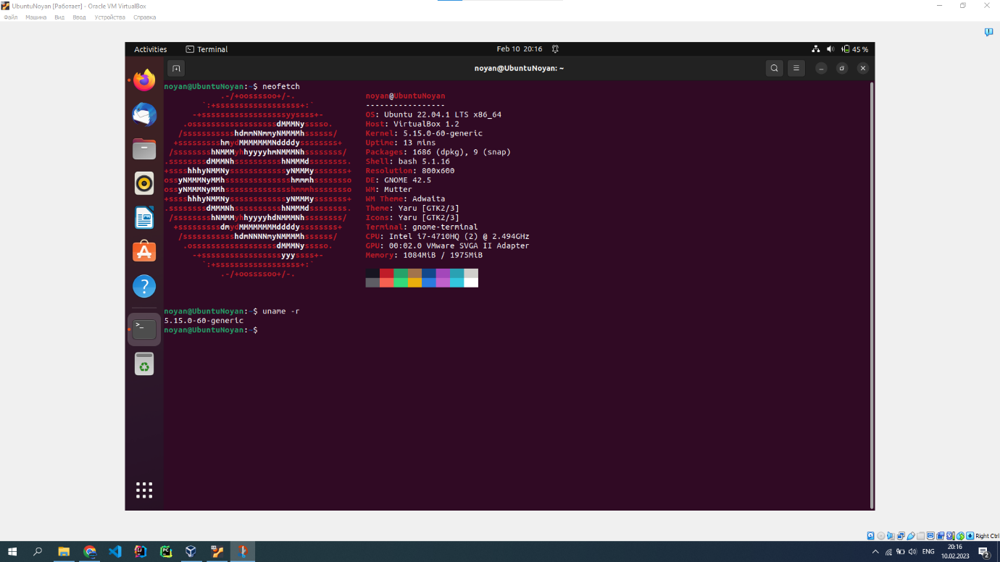 UbuntuNoyan [Работает] - Oracle VM VirtualBox
Файл Машина Вид Ввод Устройства Справка
Activities Terminal Feb 10 20:16 45 %
noyan@UbuntuNoyan: ~
noyan@UbuntuNoyan:~$ neofetch
.-/+oossssoo+/-. noyan@UbuntuNoyan
`:+ssssssssssssssssss+:` -----------------
-+ssssssssssssssssssyyssss+- OS: Ubuntu 22.04.1 LTS x86_64
.ossssssssssssssssssdMMMNysssso. Host: VirtualBox 1.2
/ssssssssssshdmmNNmmyNMMMMhssssss/ Kernel: 5.15.0-60-generic
+ssssssssshmydMMMMMMMNddddyssssssss+ Uptime: 13 mins
/sssssssshNMMMyhhyyyyhmNMMMNhssssssss/ Packages: 1686 (dpkg), 9 (snap)
.ssssssssdMMMNhsssssssssshNMMMdssssssss. Shell: bash 5.1.16
+sssshhhyNMMNyssssssssssssyNMMMysssssss+ Resolution: 800x600
ossyNMMMNyMMhsssssssssssssshmmmhssssssso DE: GNOME 42.5
ossyNMMMNyMMhsssssssssssssshmmmhssssssso WM: Mutter
+sssshhhyNMMNyssssssssssssyNMMMysssssss+ WM Theme: Adwaita
.ssssssssdMMMNhsssssssssshNMMMdssssssss. Theme: Yaru [GTK2/3]
/sssssssshNMMMyhhyyyyhdNMMMNhssssssss/ Icons: Yaru [GTK2/3]
+sssssssssdmydMMMMMMMMddddyssssssss+ Terminal: gnome-terminal
/ssssssssssshdmNNNNmyNMMMMhssssss/ CPU: Intel i7-4710HQ (2) @ 2.494GHz
.ossssssssssssssssssdMMMNysssso. GPU: 00:02.0 VMware SVGA II Adapter
-+sssssssssssssssssyyyssss+- Memory: 1084MiB / 1975MiB
`:+ssssssssssssssssss+:`
.-/+oossssoo+/-.
noyan@UbuntuNoyan:~$ uname -r
5.15.0-60-generic
noyan@UbuntuNoyan:~$
Right Ctrl
ENG 20:16
10.02.2023
2